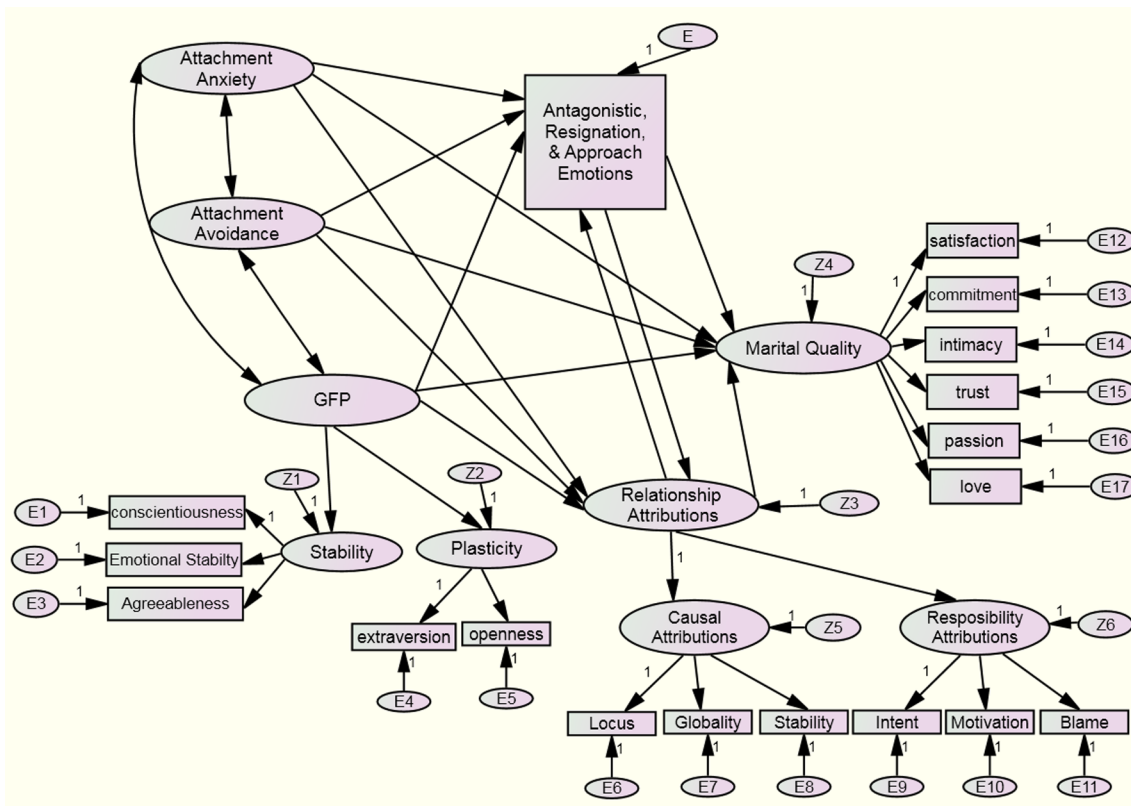 Attachment
Anxiety
1
E
Antagonistic,
Resignation,
& Approach
Emotions
Attachment
Avoidance
satisfaction
1
E12
Z4
1
1
commitment
1
E13
Marital Quality
intimacy
1
E14
trust
1
E15
GFP
passion
1
E16
love
1
E17
Z1
1
Z2
1
Relationship
Attributions
Z3
E1
1
conscientiousness
1
E2
1
Emotional Stabilty
Stability
Plasticity
E3
1
Agreeableness
1
1
extraversion
openness
1
1
E4
E5
Causal
Attributions
1
Z5
Resposibility
Attributions
1
Z6
1
1
Locus
Globality
Stability
Intent
Motivation
Blame
1
1
1
1
1
1
E6
E7
E8
E9
E10
E11